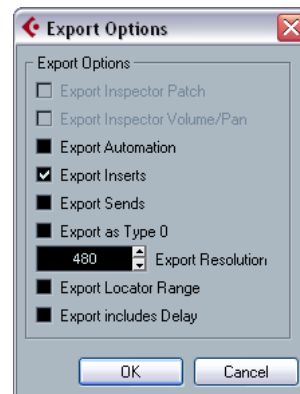 Export Options
Export Options
Export Inspector Patch
Export Inspector Volume/Pan
Export Automation
Export Inserts
Export Sends
Export as Type 0
480 Export Resolution
Export Locator Range
Export includes Delay
OK Cancel